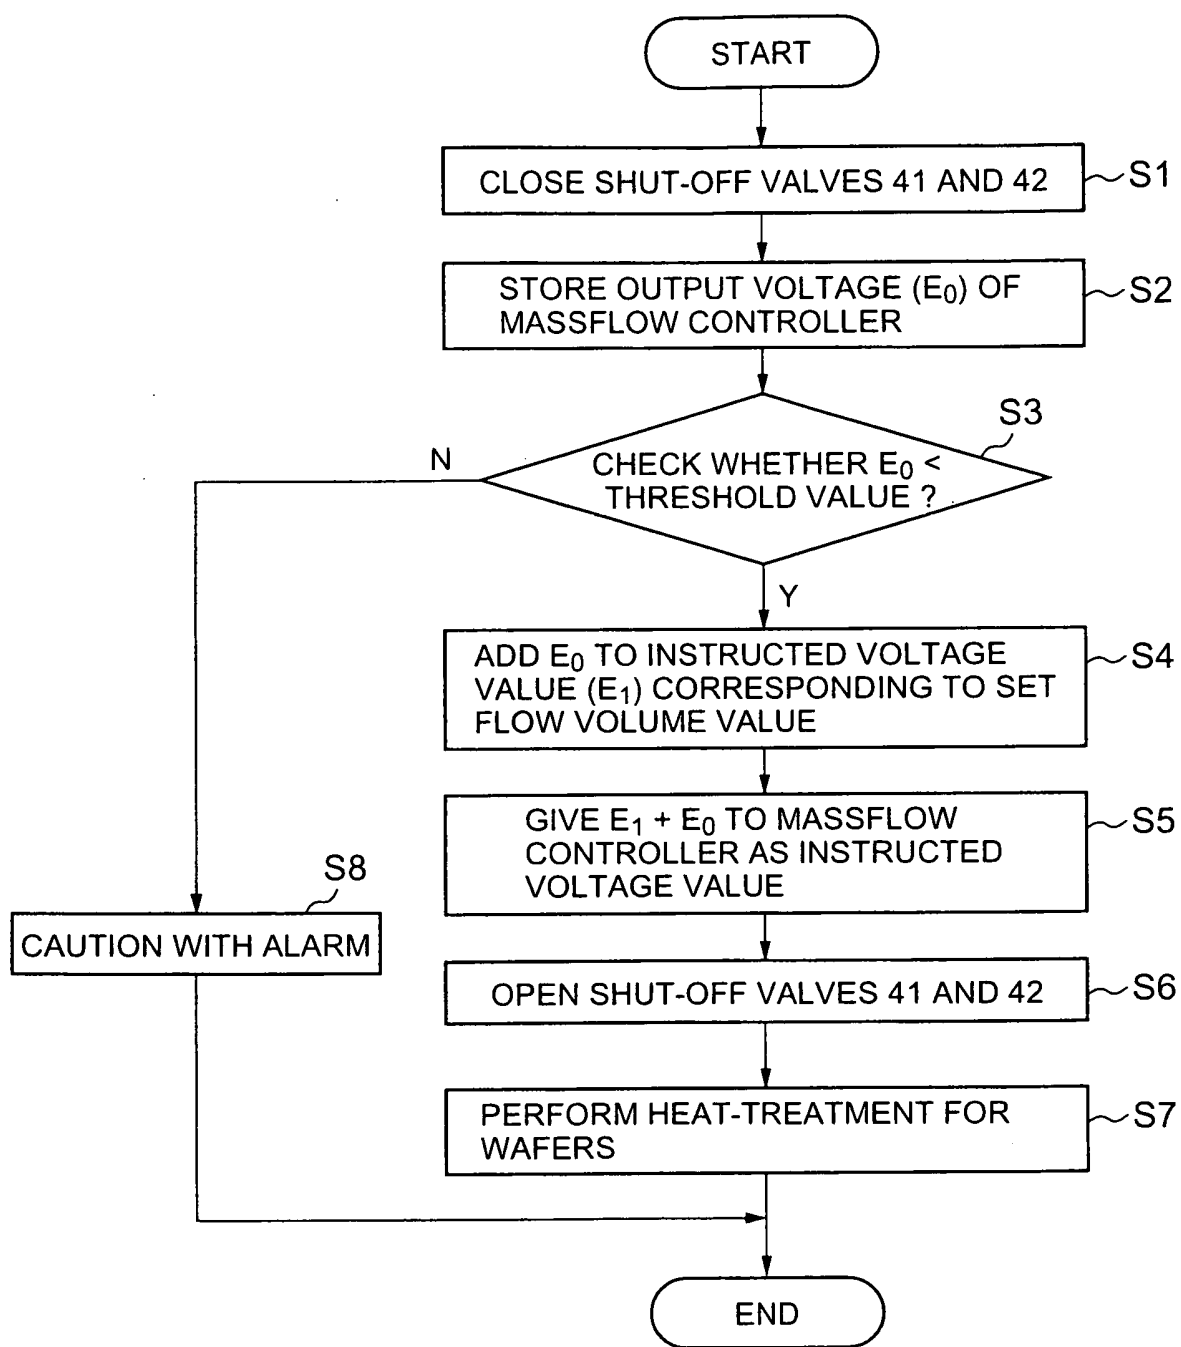 START
CLOSE SHUT-OFF VALVES 41 AND 42
S1
STORE OUTPUT VOLTAGE (E₀) OF
MASSFLOW CONTROLLER
S2
S3
N
CHECK WHETHER E₀ <
THRESHOLD VALUE ?
Y
ADD E₀ TO INSTRUCTED VOLTAGE
VALUE (E₁) CORRESPONDING TO SET
FLOW VOLUME VALUE
S4
GIVE E₁ + E₀ TO MASSFLOW
CONTROLLER AS INSTRUCTED
VOLTAGE VALUE
S5
S8
CAUTION WITH ALARM
OPEN SHUT-OFF VALVES 41 AND 42
S6
PERFORM HEAT-TREATMENT FOR
WAFERS
S7
END